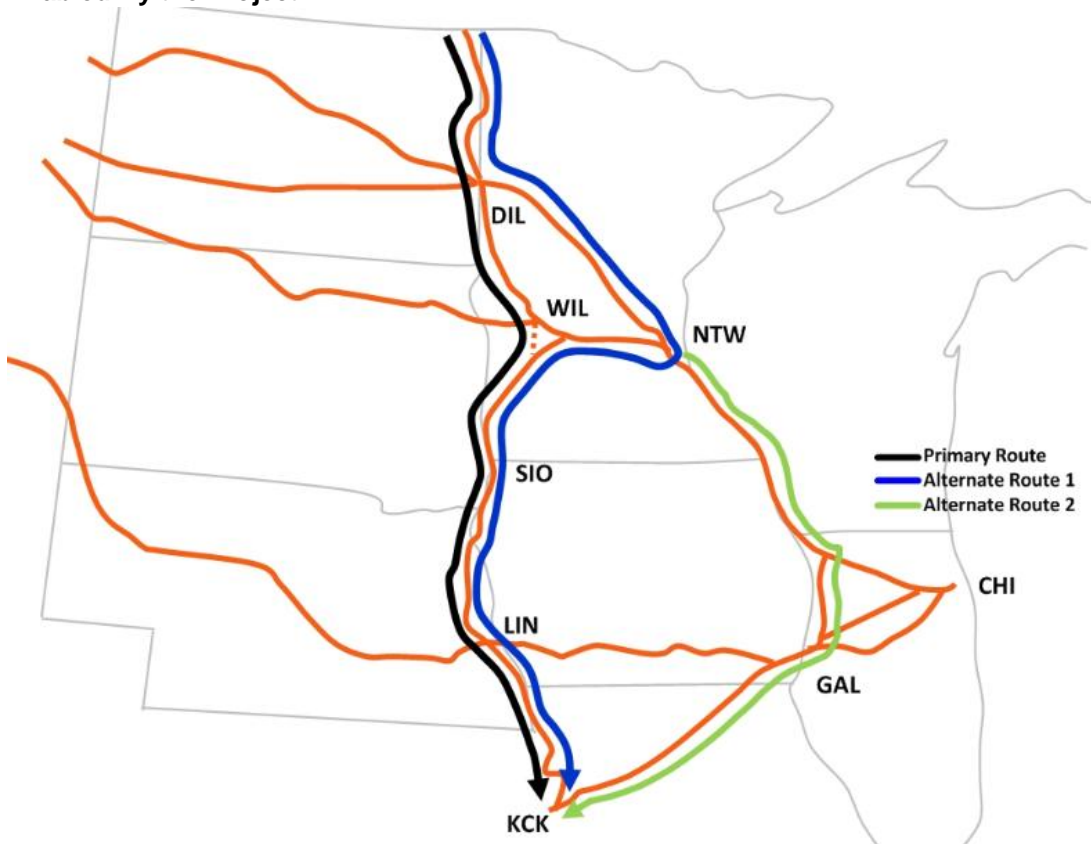 DIL
WIL
NTW
Primary Route
Alternate Route 1
Alternate Route 2
SIO
CHI
LIN
GAL
KCK